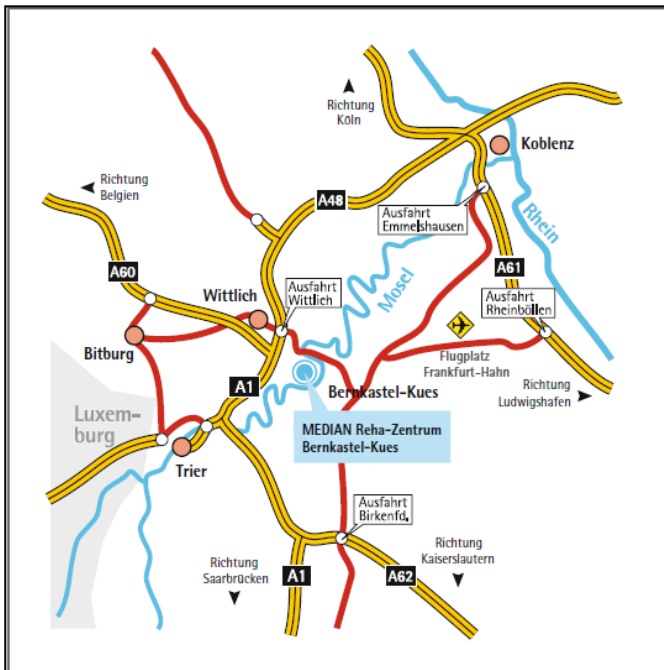 Richtung
Köln
Koblenz
Richtung
Belgien
A48
Ausfahrt
Emmelshausen
Rhein
A60
A61
Mosel
Ausfahrt
Wittlich
Wittlich
Ausfahrt
Rheinböllen
Bitburg
Flugplatz
Frankfurt-Hahn
A1
Bernkastel-Kues
Richtung
Ludwigshafen
Luxem-
burg
MEDIAN Reha-Zentrum
Bernkastel-Kues
Trier
Ausfahrt
Birkenfd.
Richtung
Saarbrücken
Richtung
Kaiserslautern
A1
A62